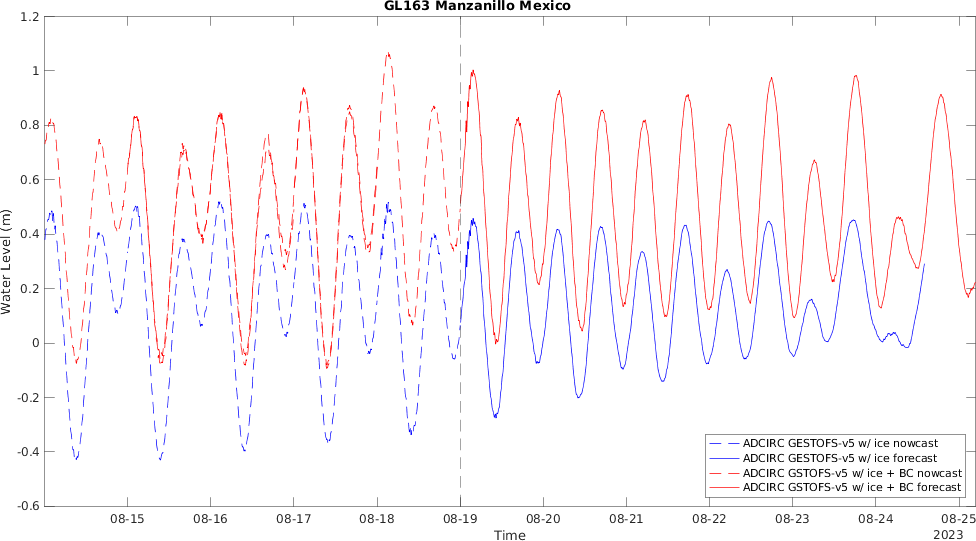 GL163 Manzanillo Mexico
1.2
1
0.8
0.6
0.4
0.2
0
-0.2
-0.4
-0.6
Water Level (m)
ADCIRC GESTOFS-v5 w/ ice nowcast
ADCIRC GESTOFS-v5 w/ ice forecast
ADCIRC GSTOFS-v5 w/ ice + BC nowcast
ADCIRC GSTOFS-v5 w/ ice + BC forecast
08-15 08-16 08-17 08-18 08-19 08-20 08-21 08-22 08-23 08-24 08-25
Time
2023